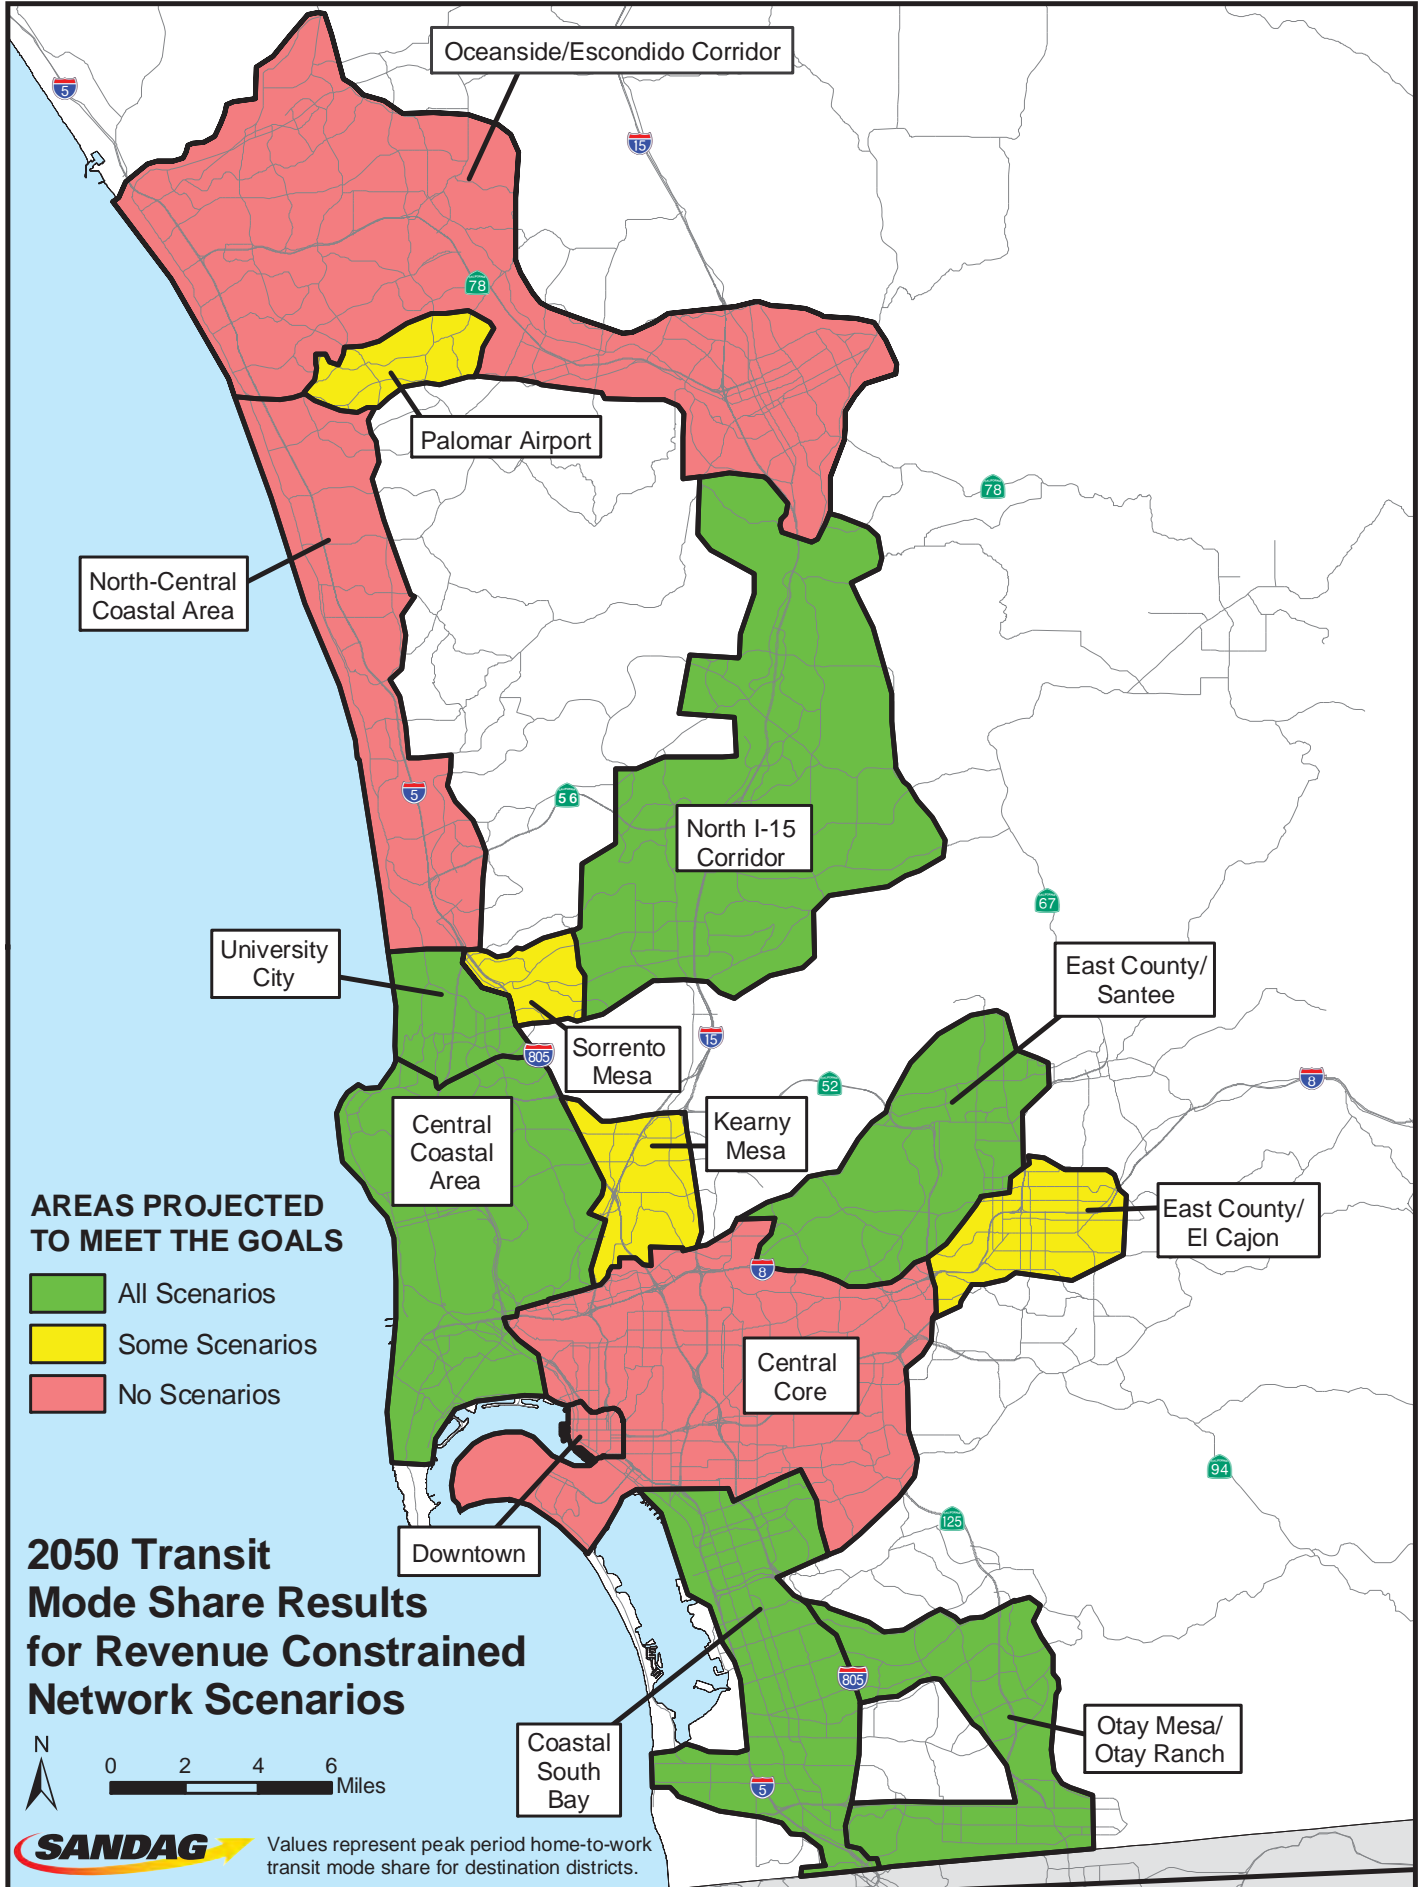 Oceanside/Escondido Corridor
5
15
78
Palomar Airport
78
North-Central
Coastal Area
5
56
North I-15
Corridor
67
University
City
East County/
Santee
15
805
Sorrento
Mesa
52
8
Central
Coastal
Area
Kearny
Mesa
AREAS PROJECTED
TO MEET THE GOALS
All Scenarios
Some Scenarios
No Scenarios
East County/
El Cajon
8
Central
Core
94
125
Downtown
2050 Transit
Mode Share Results
for Revenue Constrained
Network Scenarios
805
Otay Mesa/
Otay Ranch
Coastal
South
Bay
5
N
0 2 4 6
Miles
SANDAG
Values represent peak period home-to-work
transit mode share for destination districts.